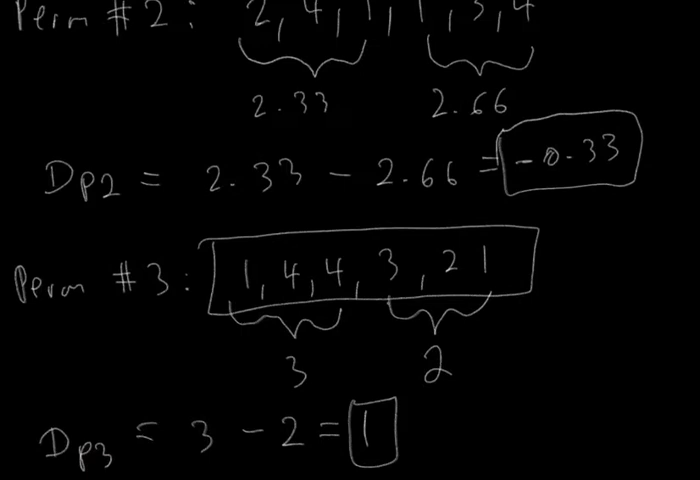 Perm #2: 2, 4, 1, 1, 3, 4
2.33 2.66
Dp2 = 2.33 - 2.66 = -0.33
Perm #3: 1, 4, 4, 3, 2 1
3 2
Dp3 = 3 - 2 = 1